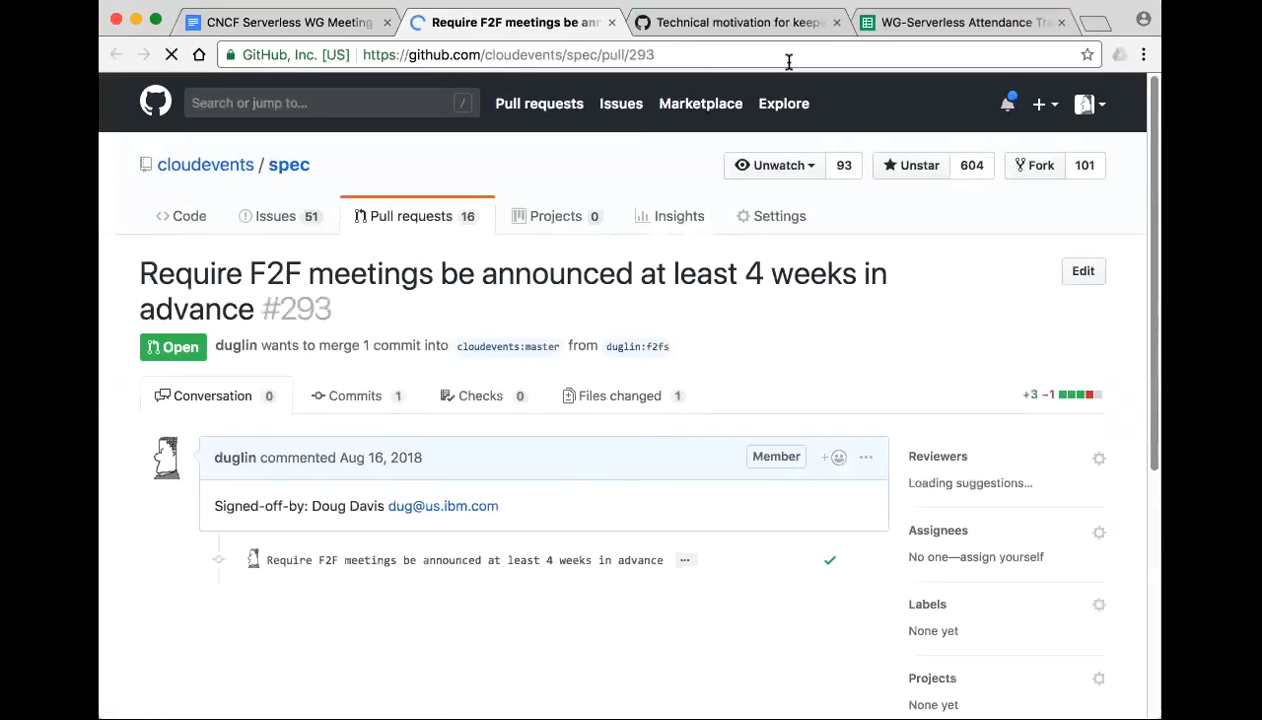 CNCF Serverless WG Meeting
Require F2F meetings be ann
Technical motivation for keep
WG-Serverless Attendance Tra
GitHub, Inc. [US]
https://github.com/cloudevents/spec/pull/293
Search or jump to...
/
Pull requests
Issues
Marketplace
Explore
cloudevents / spec
Unwatch 93
Unstar 604
Fork 101
Code
Issues 51
Pull requests 16
Projects 0
Insights
Settings
Require F2F meetings be announced at least 4 weeks in
advance #293
Edit
Open
duglin wants to merge 1 commit into cloudevents:master from duglin:f2fs
Conversation 0
Commits 1
Checks 0
Files changed 1
+3 −1
duglin commented Aug 16, 2018
Member
Signed-off-by: Doug Davis dug@us.ibm.com
Require F2F meetings be announced at least 4 weeks in advance
Reviewers
Loading suggestions…
Assignees
No one—assign yourself
Labels
None yet
Projects
None yet